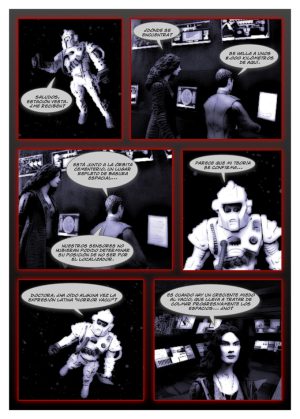 SALUDOS,
ESTACIÓN VESTA.
¿ME RECIBEN?
¿DÓNDE SE
ENCUENTRA?
SE HALLA A UNOS
8.000 KILÓMETROS
DE AQUÍ.
ESTÁ JUNTO A LA ÓRBITA
CEMENTERIO, UN LUGAR
REPLETO DE BASURA
ESPACIAL...
NUESTROS SENSORES NO
HUBIERAN PODIDO DETERMINAR
SU POSICIÓN DE NO SER POR
EL LOCALIZADOR.
PARECE QUE MI TEORÍA
SE CONFIRMA...
DOCTORA, ¿HA OÍDO ALGUNA VEZ LA
EXPRESIÓN LATINA "HORROR VACUI"?
ES CUANDO HAY UN CRECIENTE MIEDO
AL VACÍO, QUE LLEVA A TRATAR DE
COLMAR PROGRESIVAMENTE LOS
ESPACIOS... ¿NO?